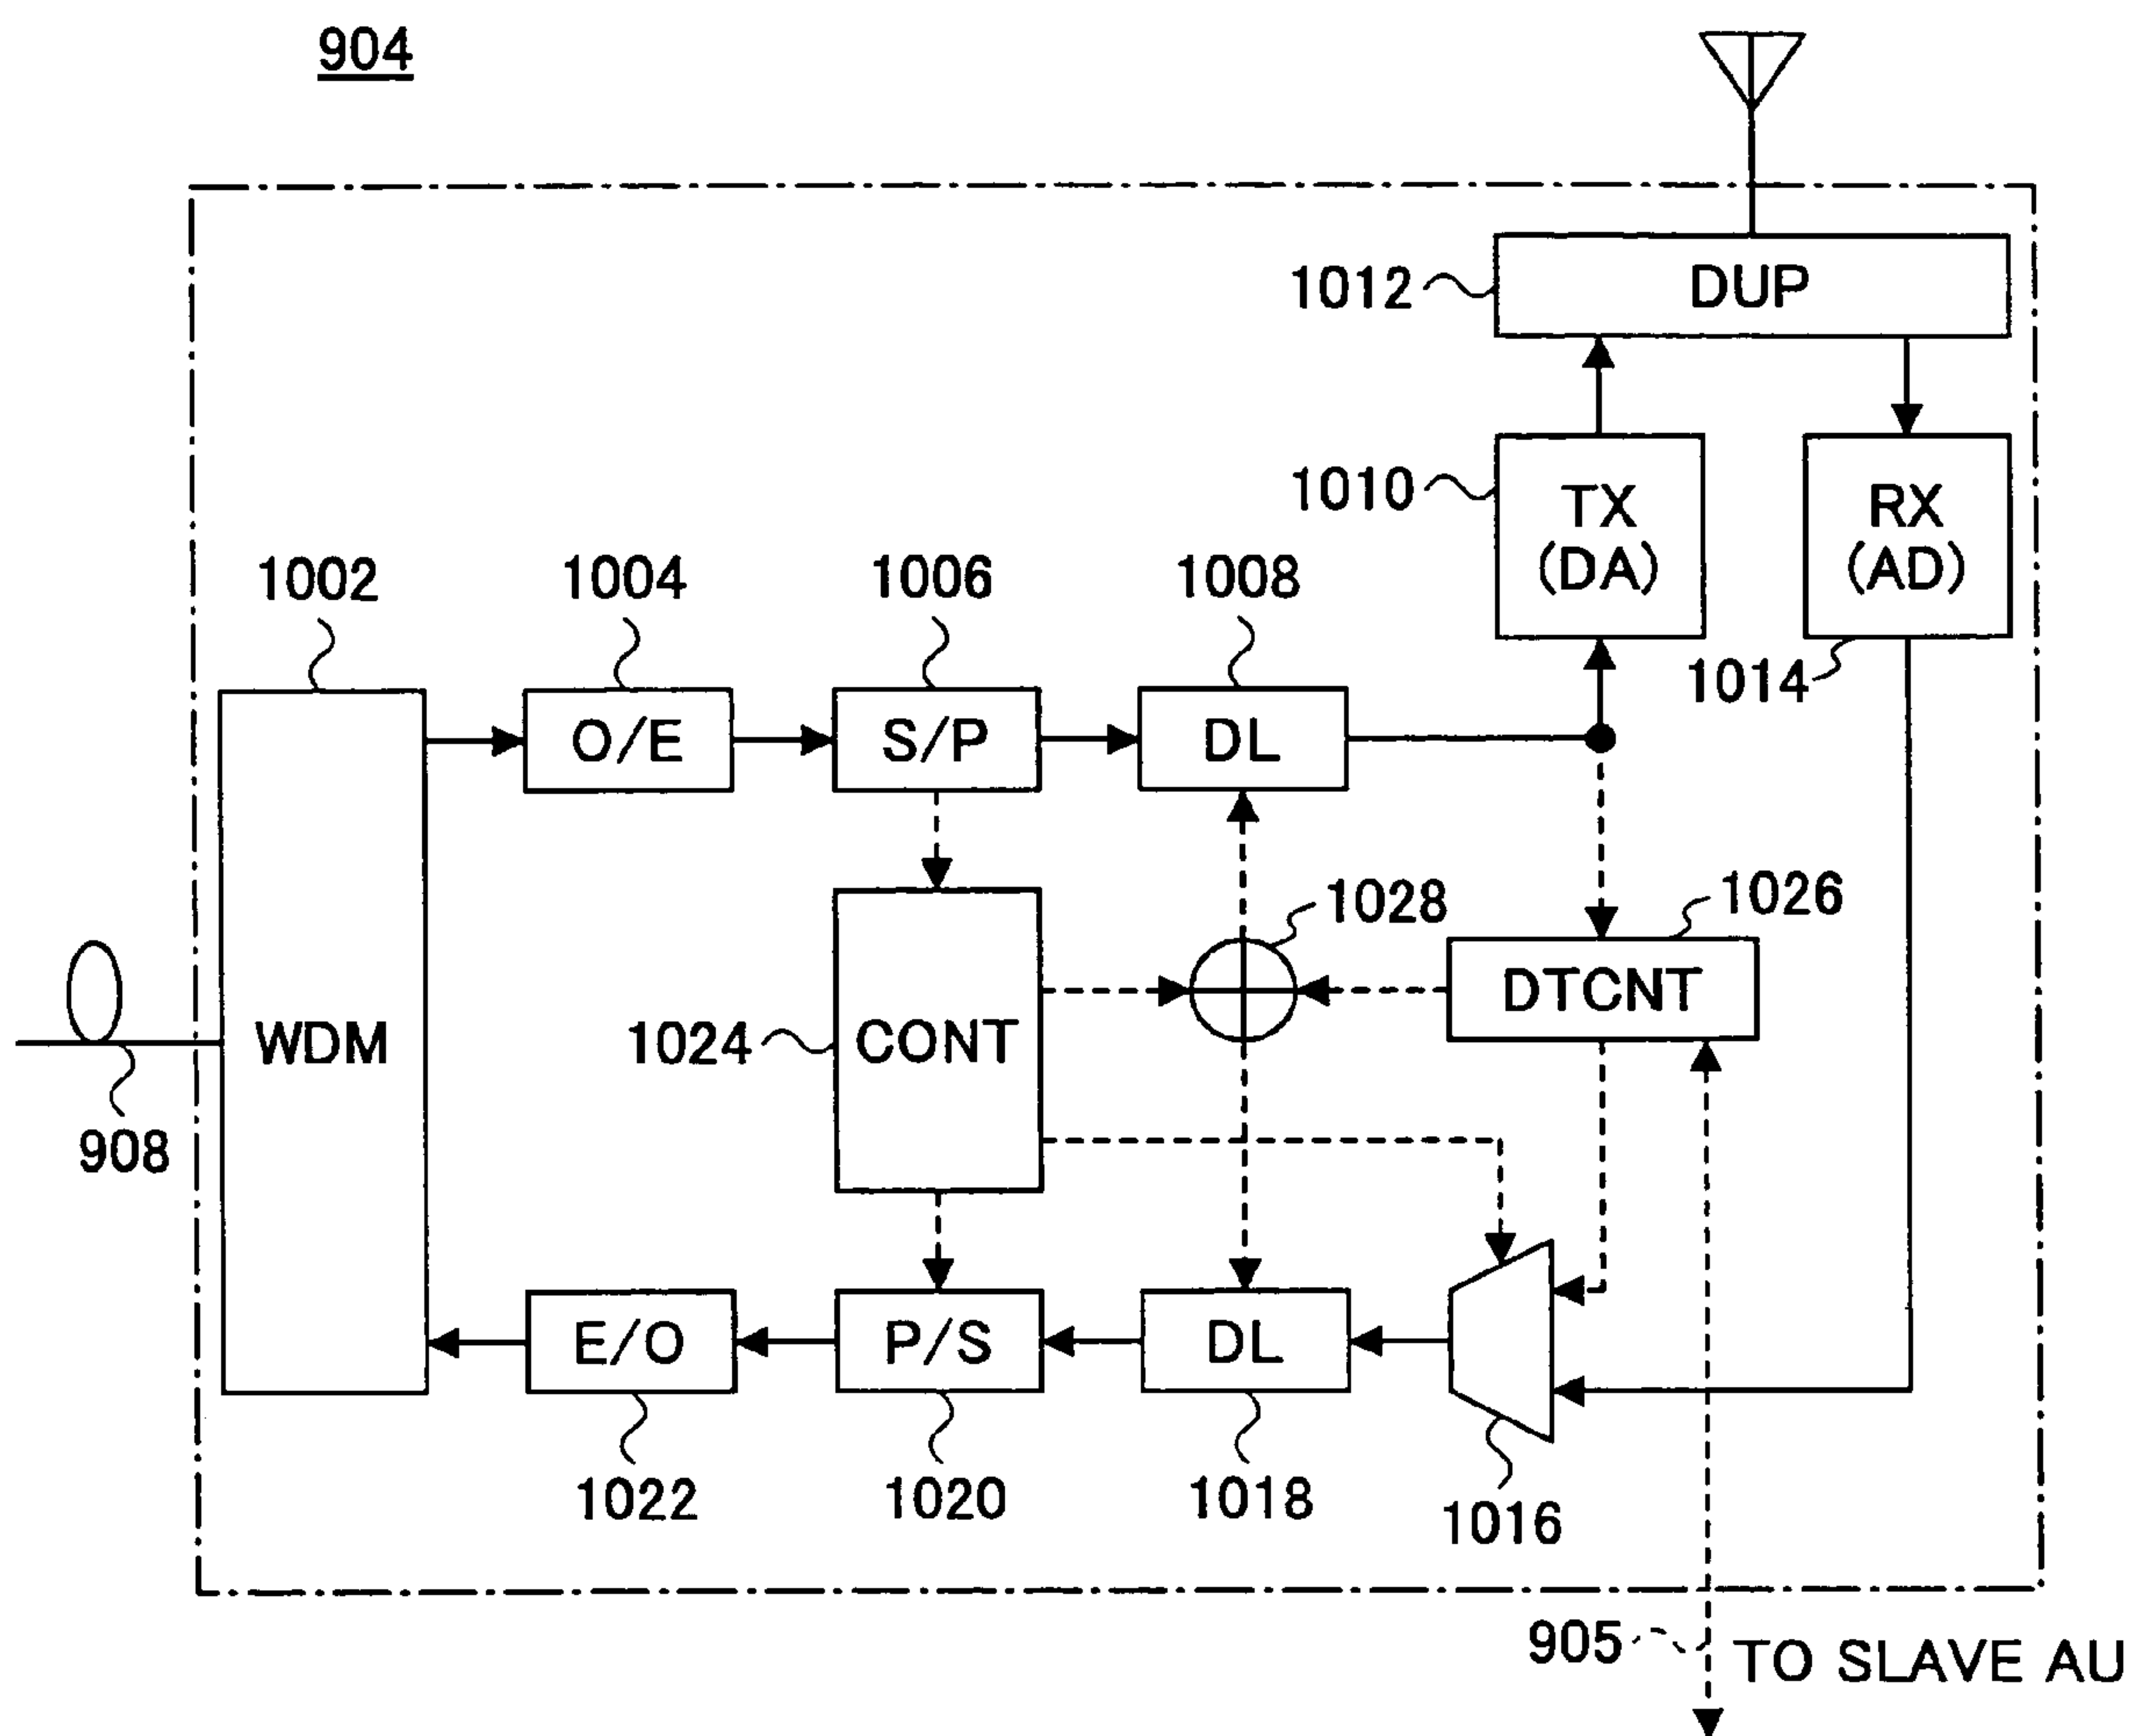 904
1012
DUP
1010
TX
(DA)
RX
(AD)
1014
1002
1004
1006
1008
WDM
O/E
S/P
DL
1028
1026
1024
CONT
DTCNT
908
E/O
P/S
DL
1022
1020
1018
1016
905
TO SLAVE AU